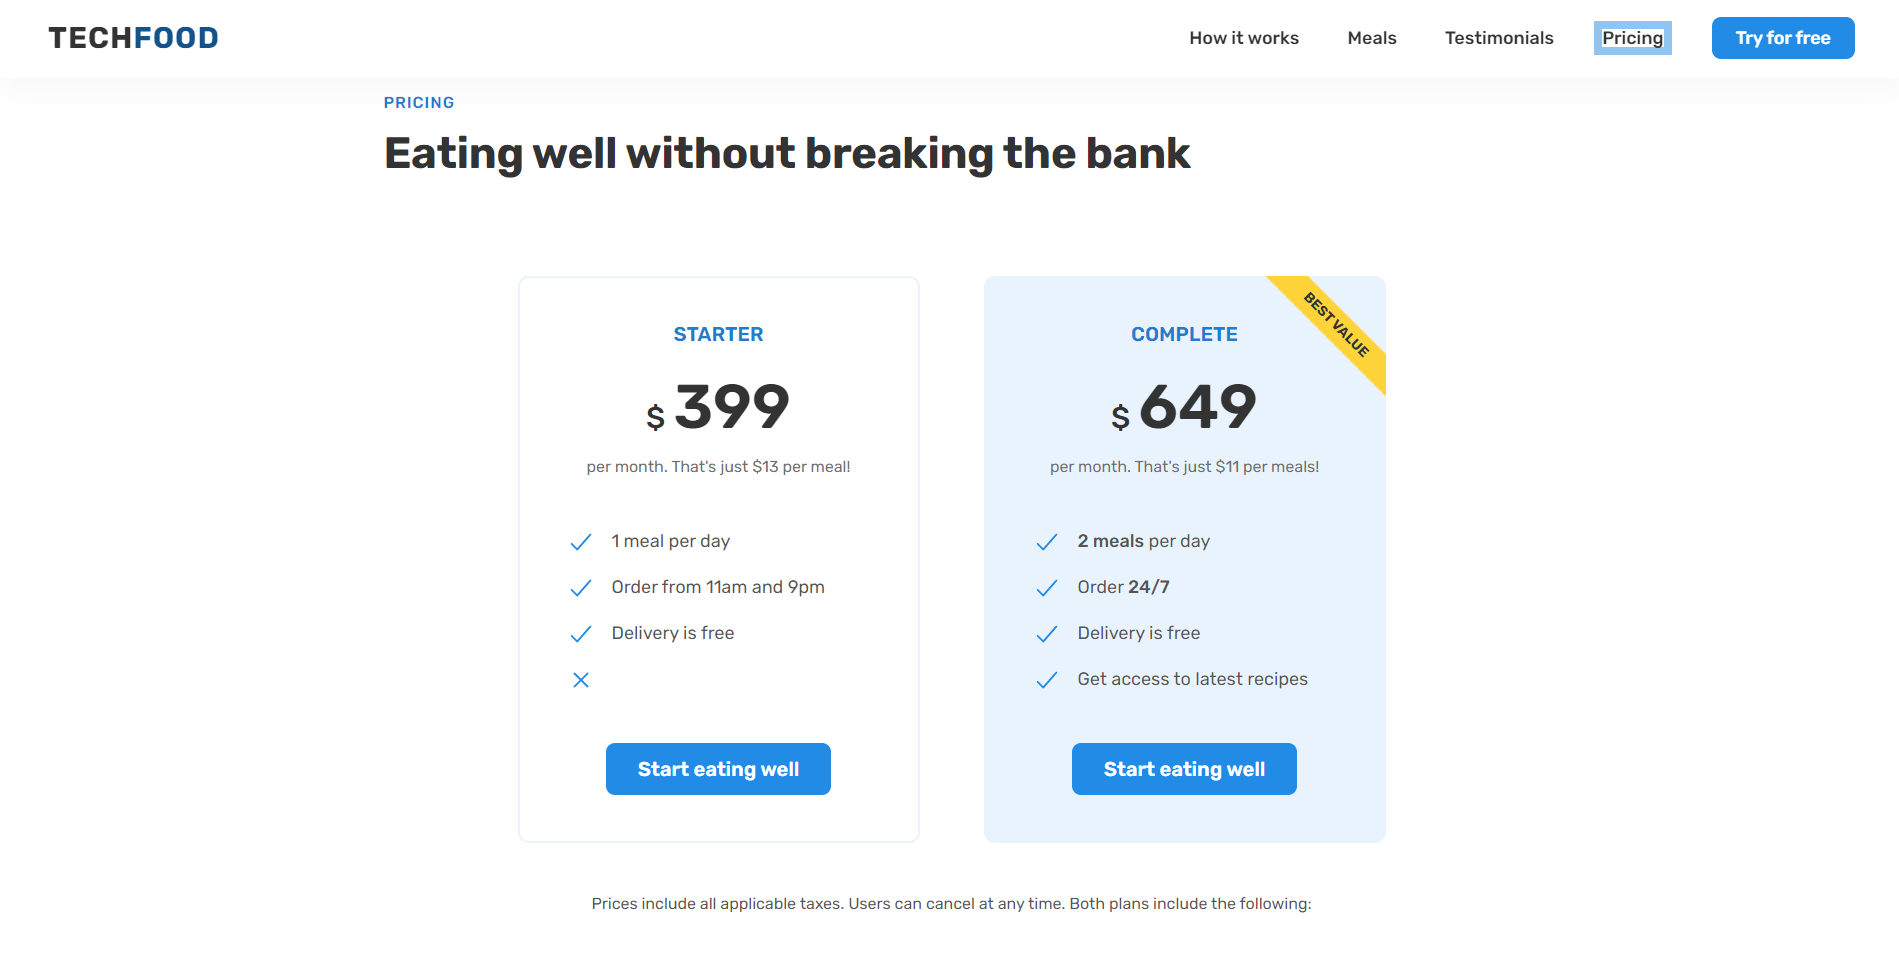 TECHFOOD
How it works
Meals
Testimonials
Pricing
Try for free
PRICING
Eating well without breaking the bank
STARTER
$ 399
per month. That's just $13 per meal!
1 meal per day
Order from 11am and 9pm
Delivery is free
Start eating well
BEST VALUE
COMPLETE
$ 649
per month. That's just $11 per meals!
2 meals per day
Order 24/7
Delivery is free
Get access to latest recipes
Start eating well
Prices include all applicable taxes. Users can cancel at any time. Both plans include the following: